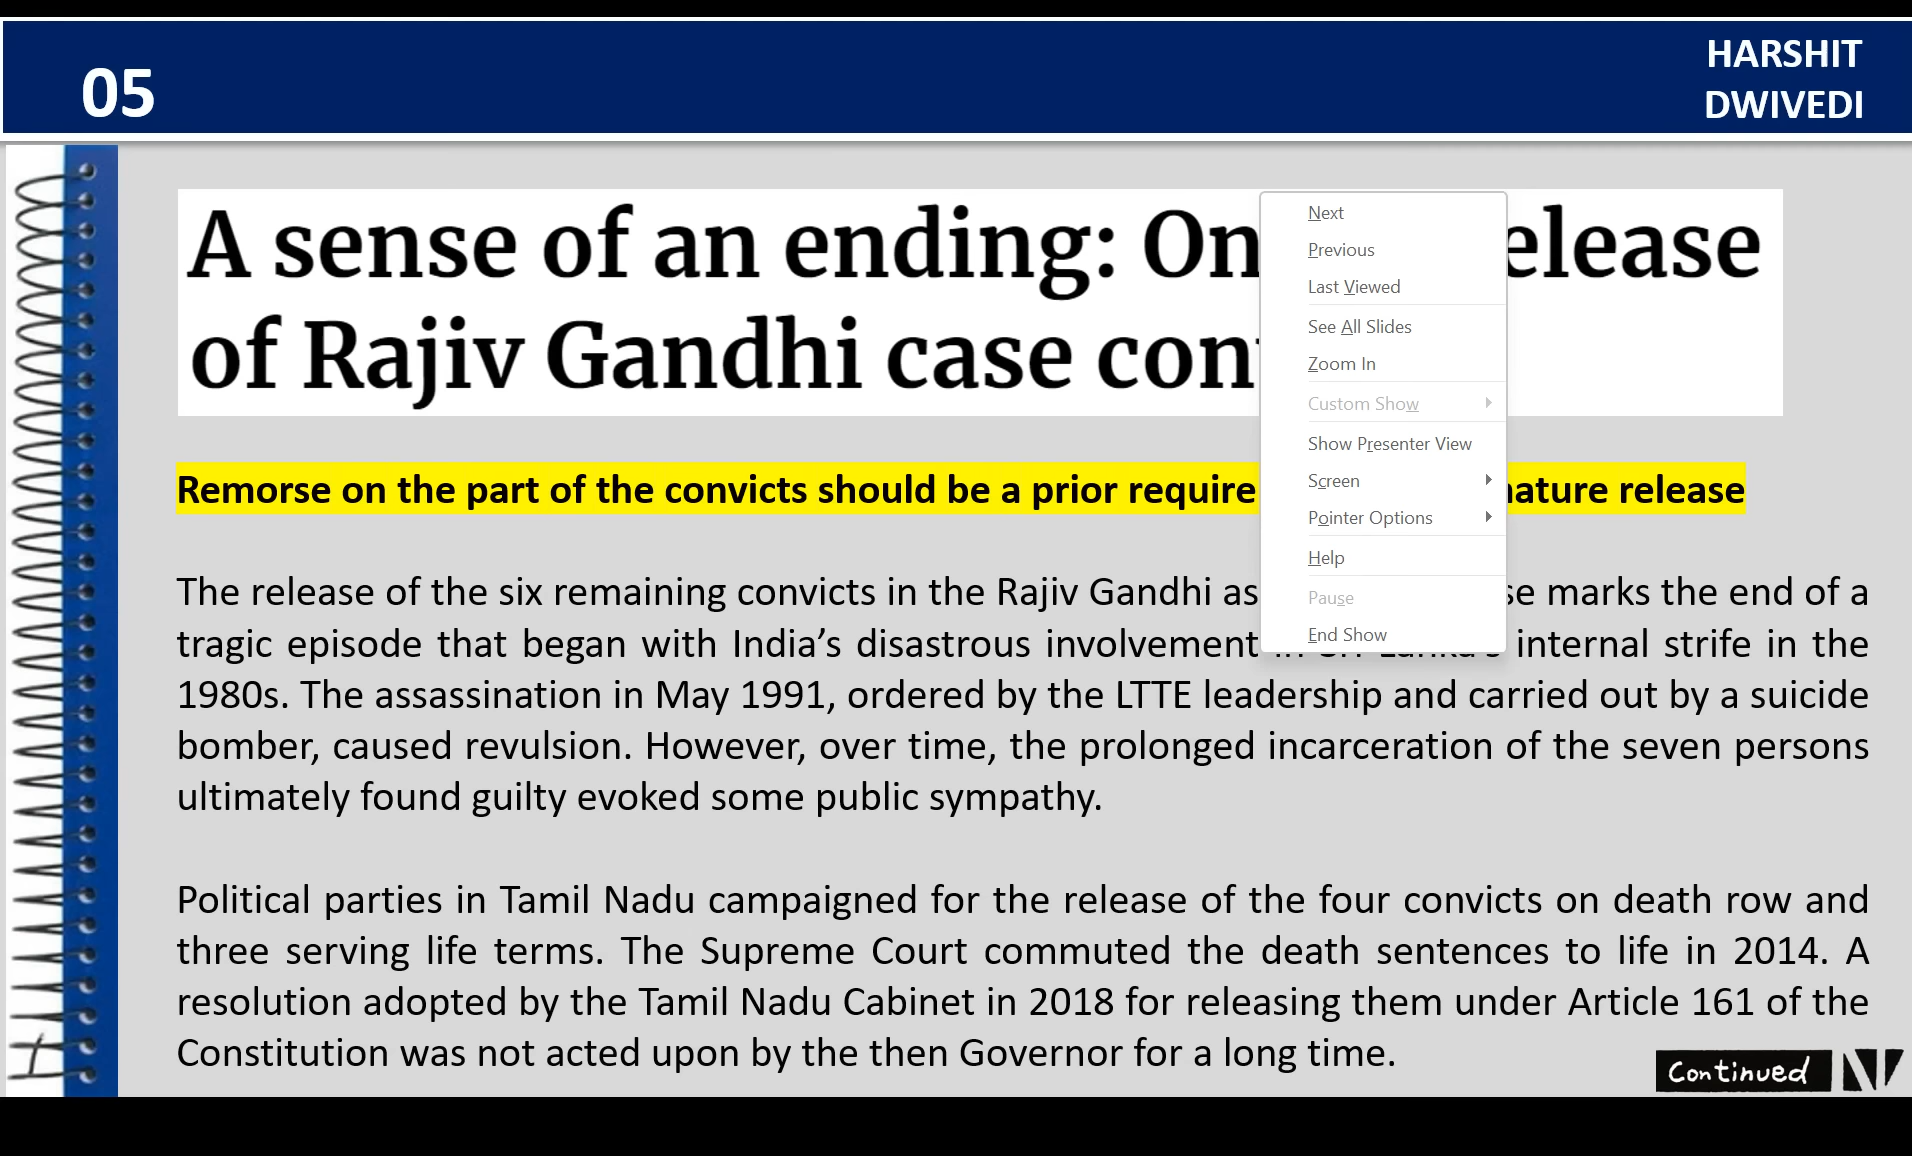 05
HARSHIT
DWIVEDI
A sense of an ending: On elease
of Rajiv Gandhi case con
Remorse on the part of the convicts should be a prior require ature release
The release of the six remaining convicts in the Rajiv Gandhi as se marks the end of a
tragic episode that began with India’s disastrous involvement in Sri Lanka’s internal strife in the
1980s. The assassination in May 1991, ordered by the LTTE leadership and carried out by a suicide
bomber, caused revulsion. However, over time, the prolonged incarceration of the seven persons
ultimately found guilty evoked some public sympathy.
Political parties in Tamil Nadu campaigned for the release of the four convicts on death row and
three serving life terms. The Supreme Court commuted the death sentences to life in 2014. A
resolution adopted by the Tamil Nadu Cabinet in 2018 for releasing them under Article 161 of the
Constitution was not acted upon by the then Governor for a long time.
Continued
Next
Previous
Last Viewed
See All Slides
Zoom In
Custom Show
Show Presenter View
Screen
Pointer Options
Help
Pause
End Show